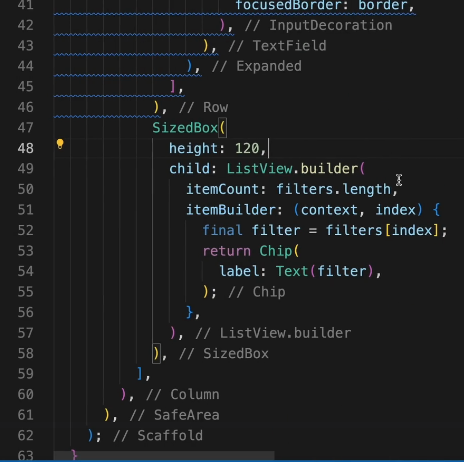 41 focusedBorder: border,
42 ), // InputDecoration
43 ), // TextField
44 ), // Expanded
45 ],
46 ), // Row
47 SizedBox(
48 height: 120,
49 child: ListView.builder(
50 itemCount: filters.length,
51 itemBuilder: (context, index) {
52 final filter = filters[index];
53 return Chip(
54 label: Text(filter),
55 ); // Chip
56 },
57 ), // ListView.builder
58 ), // SizedBox
59 ],
60 ), // Column
61 ), // SafeArea
62 ); // Scaffold
63 }